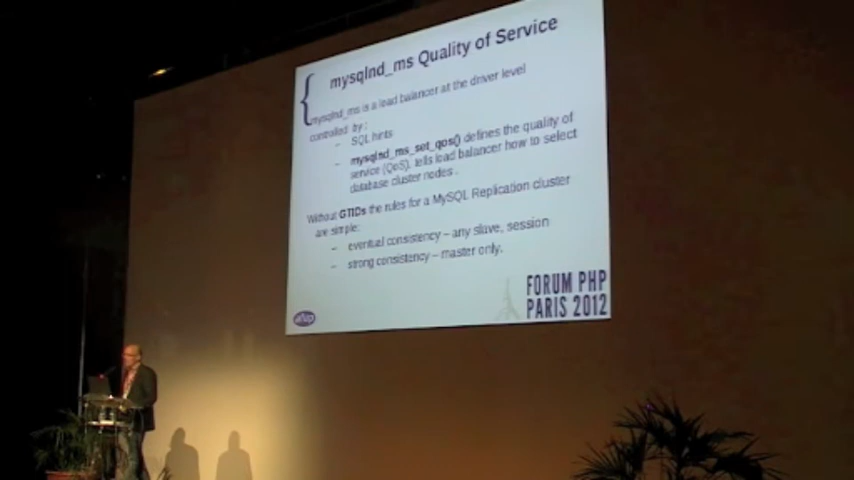 mysqlnd_ms Quality of Service
mysqlnd_ms is a load balancer at the driver level
controlled by :
– SQL hints
– mysqlnd_ms_set_qos() defines the quality of
service (QoS), tells load balancer how to select
database cluster nodes .
Without GTIDs the rules for a MySQL Replication cluster
are simple:
– eventual consistency – any slave, session
– strong consistency – master only.
afup
FORUM PHP
PARIS 2012